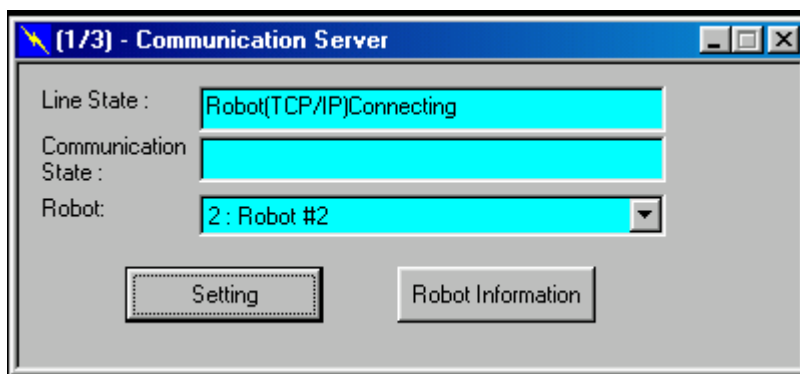 (1/3) - Communication Server
Line State :
Robot(TCP/IP)Connecting
Communication
State :
Robot:
2 : Robot #2
Setting
Robot Information